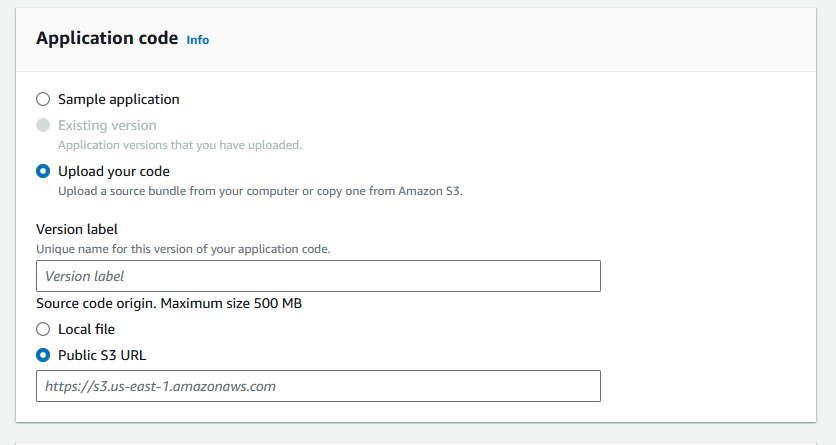 Application code Info
Sample application
Existing version
Application versions that you have uploaded.
Upload your code
Upload a source bundle from your computer or copy one from Amazon S3.
Version label
Unique name for this version of your application code.
Version label
Source code origin. Maximum size 500 MB
Local file
Public S3 URL
https://s3.us-east-1.amazonaws.com